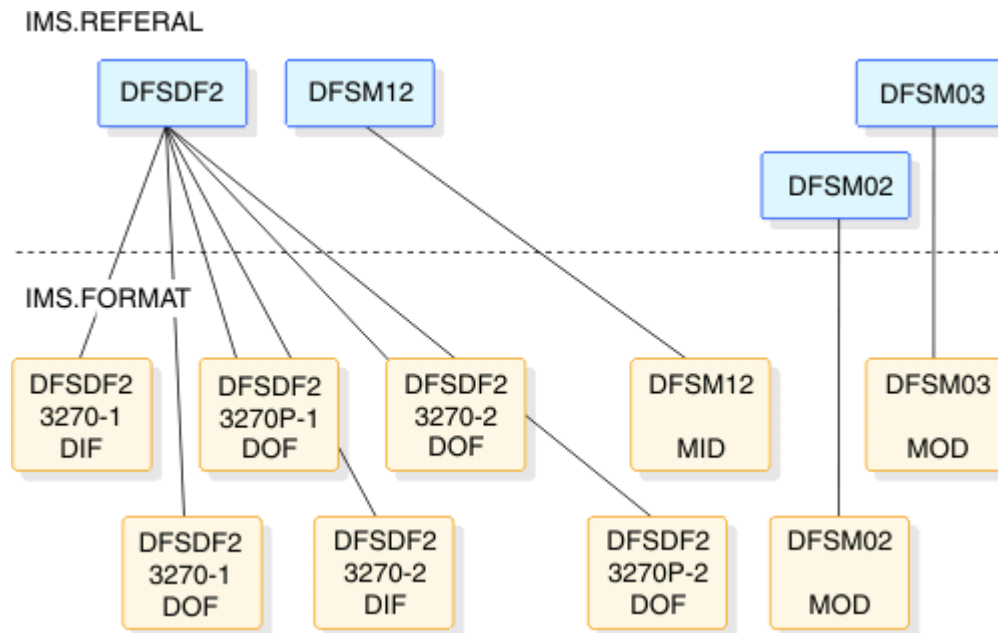 IMS.REFERAL
DFSDF2
DFSM12
DFSM03
DFSM02
IMS.FORMAT
DFSDF2
3270-1
DIF
DFSDF2
3270P-1
DOF
DFSDF2
3270-2
DOF
DFSM12
MID
DFSM03
MOD
DFSDF2
3270-1
DOF
DFSDF2
3270-2
DIF
DFSDF2
3270P-2
DOF
DFSM02
MOD